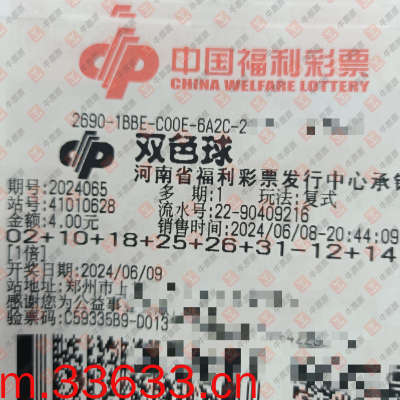 中国福利彩票
CHINA WELFARE LOTTERY
2690-1BBE-C00E-6A2C-2
双色球
河南省福利彩票发行中心承销
期号:2024065 多期:1 玩法:复式
站号:41010628 流水号:22-90409216
金额:4.00元 销售时间:2024/06/08-20:44:09
02+10+18+25+26+31-12+14
[1倍]
开奖日期:2024/06/09
站地址:郑州市上
感谢您为公益事
验票码:C59335B9-D013
m.33633.cn